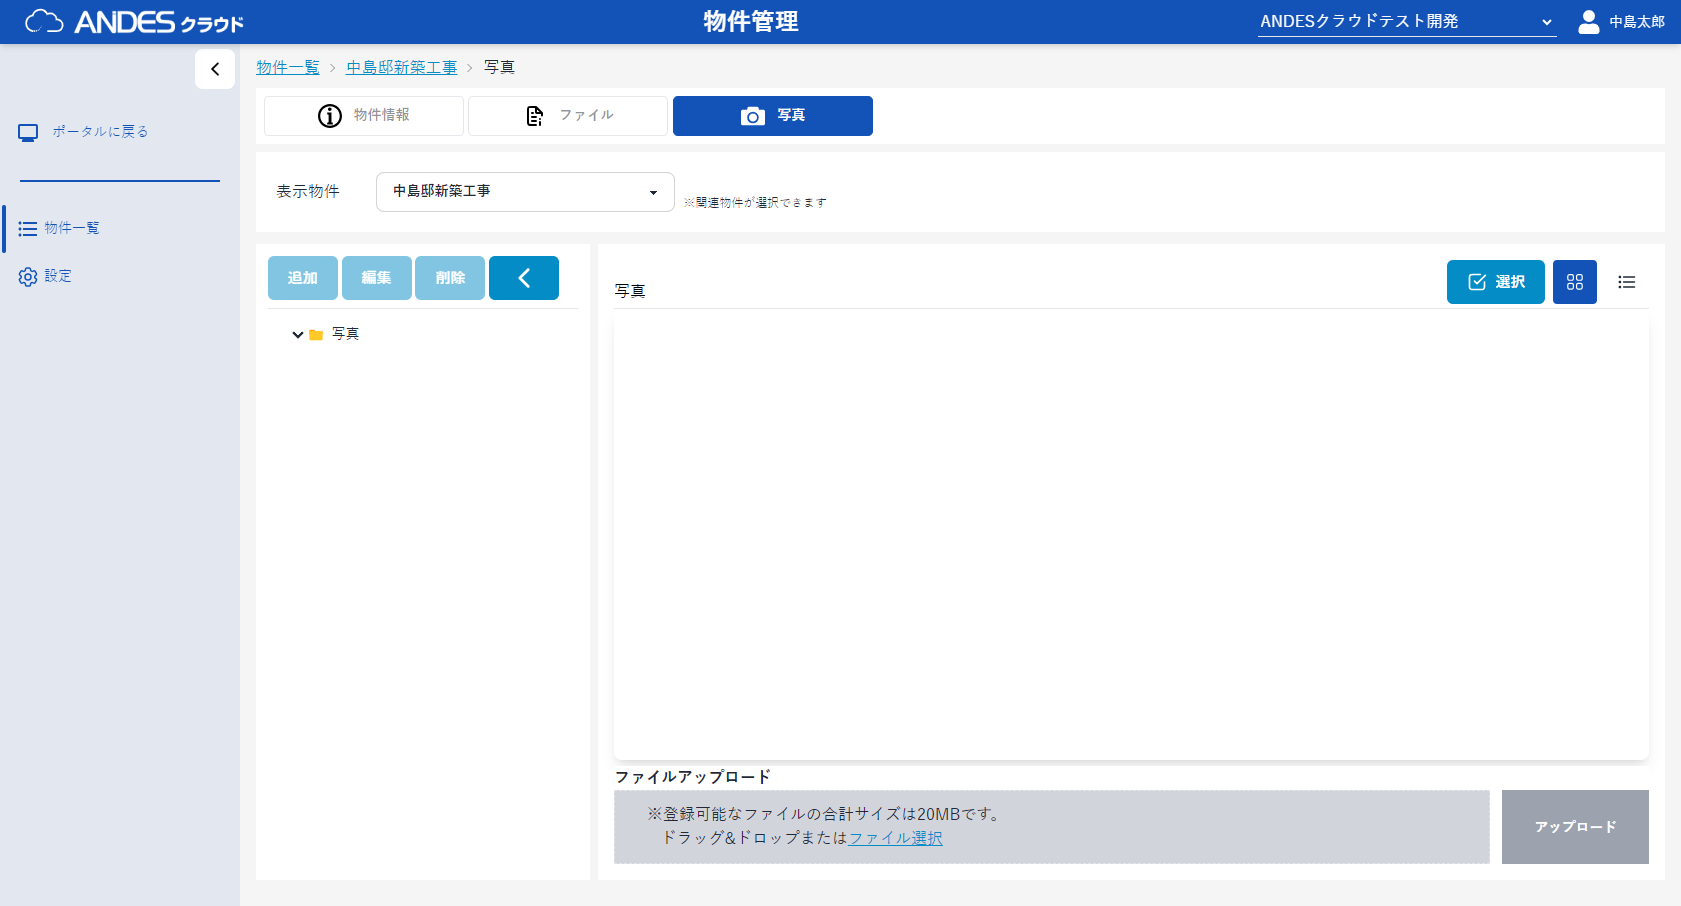 ANDES クラウド
物件管理
ANDESクラウドテスト開発
中島太郎
物件一覧 > 中島邸新築工事 > 写真
ポータルに戻る
物件一覧
設定
物件情報
ファイル
写真
表示物件
中島邸新築工事
※関連物件が選択できます
追加
編集
削除
写真
写真
選択
ファイルアップロード
※登録可能なファイルの合計サイズは20MBです。
ドラッグ&ドロップまたはファイル選択
アップロード